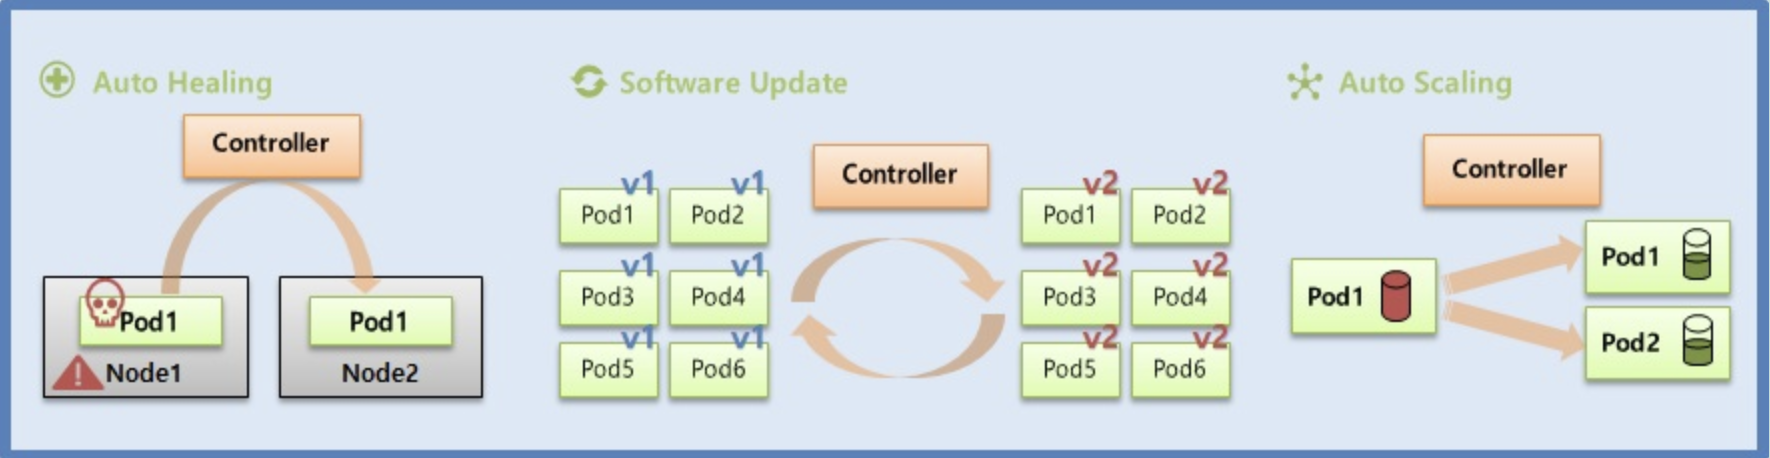 Auto Healing
Controller
Pod1
Node1
Pod1
Node2
Software Update
Controller
v1 v1
Pod1 Pod2
v1 v1
Pod3 Pod4
v1 v1
Pod5 Pod6
v2 v2
Pod1 Pod2
v2 v2
Pod3 Pod4
v2 v2
Pod5 Pod6
Auto Scaling
Controller
Pod1
Pod1
Pod2